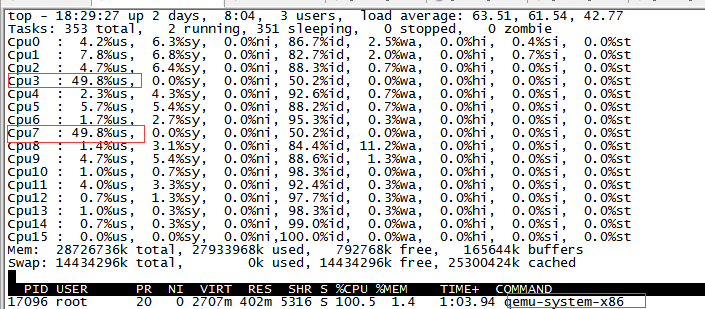 top - 18:29:27 up 2 days,  8:04,  3 users,  load average: 63.51, 61.54, 42.77
Tasks: 353 total,   2 running, 351 sleeping,   0 stopped,   0 zombie
Cpu0  :  4.2%us,  6.3%sy,  0.0%ni, 86.7%id,  2.5%wa,  0.0%hi,  0.4%si,  0.0%st
Cpu1  :  7.8%us,  6.8%sy,  0.0%ni, 82.7%id,  2.0%wa,  0.0%hi,  0.7%si,  0.0%st
Cpu2  :  4.7%us,  6.4%sy,  0.0%ni, 88.3%id,  0.7%wa,  0.0%hi,  0.0%si,  0.0%st
Cpu3  : 49.8%us,  0.0%sy,  0.0%ni, 50.2%id,  0.0%wa,  0.0%hi,  0.0%si,  0.0%st
Cpu4  :  2.3%us,  4.3%sy,  0.0%ni, 92.6%id,  0.7%wa,  0.0%hi,  0.0%si,  0.0%st
Cpu5  :  5.7%us,  5.4%sy,  0.0%ni, 88.2%id,  0.7%wa,  0.0%hi,  0.0%si,  0.0%st
Cpu6  :  1.7%us,  2.7%sy,  0.0%ni, 95.3%id,  0.3%wa,  0.0%hi,  0.0%si,  0.0%st
Cpu7  : 49.8%us,  0.0%sy,  0.0%ni, 50.2%id,  0.0%wa,  0.0%hi,  0.0%si,  0.0%st
Cpu8  :  1.4%us,  3.1%sy,  0.0%ni, 84.4%id, 11.2%wa,  0.0%hi,  0.0%si,  0.0%st
Cpu9  :  4.7%us,  5.4%sy,  0.0%ni, 88.6%id,  1.3%wa,  0.0%hi,  0.0%si,  0.0%st
Cpu10 :  1.0%us,  0.7%sy,  0.0%ni, 98.3%id,  0.0%wa,  0.0%hi,  0.0%si,  0.0%st
Cpu11 :  4.0%us,  3.3%sy,  0.0%ni, 92.4%id,  0.3%wa,  0.0%hi,  0.0%si,  0.0%st
Cpu12 :  0.7%us,  1.3%sy,  0.0%ni, 97.7%id,  0.3%wa,  0.0%hi,  0.0%si,  0.0%st
Cpu13 :  1.0%us,  0.3%sy,  0.0%ni, 98.3%id,  0.3%wa,  0.0%hi,  0.0%si,  0.0%st
Cpu14 :  0.7%us,  0.3%sy,  0.0%ni, 99.0%id,  0.0%wa,  0.0%hi,  0.0%si,  0.0%st
Cpu15 :  0.0%us,  0.0%sy,  0.0%ni,100.0%id,  0.0%wa,  0.0%hi,  0.0%si,  0.0%st
Mem:  28726736k total, 27933968k used,   792768k free,   165644k buffers
Swap: 14434296k total,        0k used, 14434296k free, 25300424k cached
PID USER      PR  NI  VIRT  RES  SHR S %CPU %MEM    TIME+  COMMAND
17096 root      20   0 2707m 402m 5316 S 100.5  1.4   1:03.94 qemu-system-x86